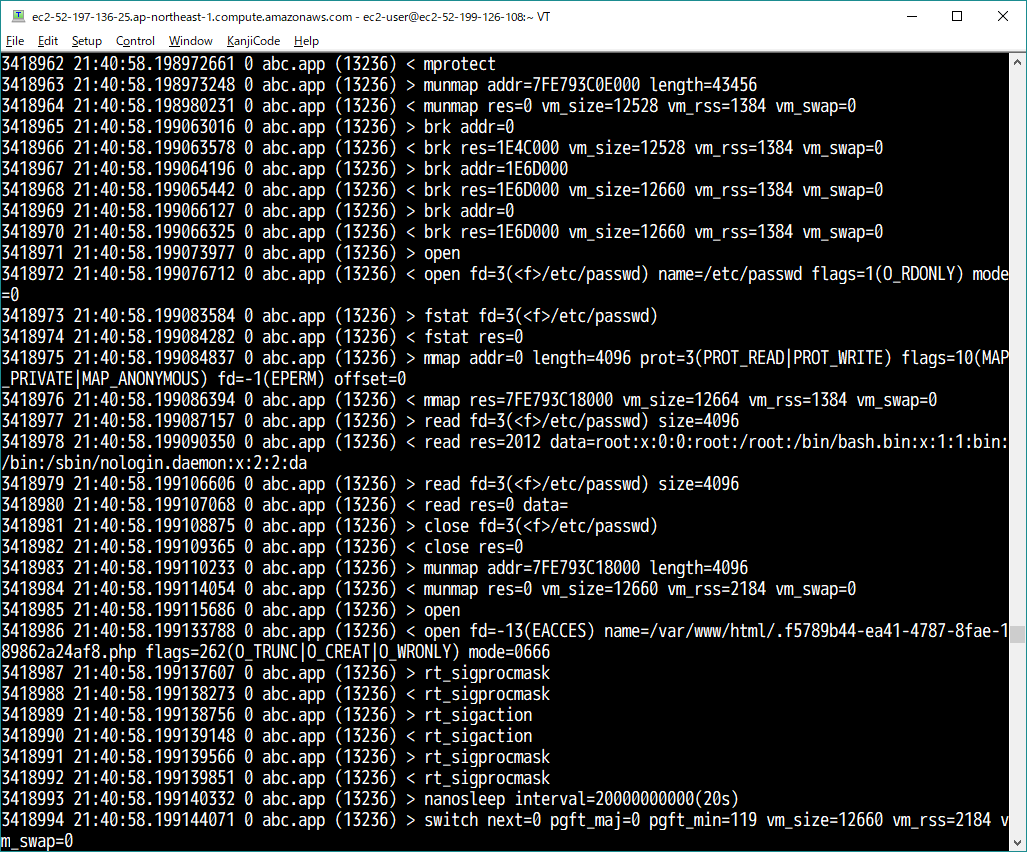 ec2-52-197-136-25.ap-northeast-1.compute.amazonaws.com - ec2-user@ec2-52-199-126-108:~ VT
File Edit Setup Control Window KanjiCode Help
3418962 21:40:58.198972661 0 abc.app (13236) < mprotect
3418963 21:40:58.198973248 0 abc.app (13236) > munmap addr=7FE793C0E000 length=43456
3418964 21:40:58.198980231 0 abc.app (13236) < munmap res=0 vm_size=12528 vm_rss=1384 vm_swap=0
3418965 21:40:58.199063016 0 abc.app (13236) > brk addr=0
3418966 21:40:58.199063578 0 abc.app (13236) < brk res=1E4C000 vm_size=12528 vm_rss=1384 vm_swap=0
3418967 21:40:58.199064196 0 abc.app (13236) > brk addr=1E6D000
3418968 21:40:58.199065442 0 abc.app (13236) < brk res=1E6D000 vm_size=12660 vm_rss=1384 vm_swap=0
3418969 21:40:58.199066127 0 abc.app (13236) > brk addr=0
3418970 21:40:58.199066325 0 abc.app (13236) < brk res=1E6D000 vm_size=12660 vm_rss=1384 vm_swap=0
3418971 21:40:58.199073977 0 abc.app (13236) > open
3418972 21:40:58.199076712 0 abc.app (13236) < open fd=3(<f>/etc/passwd) name=/etc/passwd flags=1(O_RDONLY) mode
=0
3418973 21:40:58.199083584 0 abc.app (13236) > fstat fd=3(<f>/etc/passwd)
3418974 21:40:58.199084282 0 abc.app (13236) < fstat res=0
3418975 21:40:58.199084837 0 abc.app (13236) > mmap addr=0 length=4096 prot=3(PROT_READ|PROT_WRITE) flags=10(MAP
_PRIVATE|MAP_ANONYMOUS) fd=-1(EPERM) offset=0
3418976 21:40:58.199086394 0 abc.app (13236) < mmap res=7FE793C18000 vm_size=12664 vm_rss=1384 vm_swap=0
3418977 21:40:58.199087157 0 abc.app (13236) > read fd=3(<f>/etc/passwd) size=4096
3418978 21:40:58.199090350 0 abc.app (13236) < read res=2012 data=root:x:0:0:root:/root:/bin/bash.bin:x:1:1:bin:
/bin:/sbin/nologin.daemon:x:2:2:da
3418979 21:40:58.199106606 0 abc.app (13236) > read fd=3(<f>/etc/passwd) size=4096
3418980 21:40:58.199107068 0 abc.app (13236) < read res=0 data=
3418981 21:40:58.199108875 0 abc.app (13236) > close fd=3(<f>/etc/passwd)
3418982 21:40:58.199109365 0 abc.app (13236) < close res=0
3418983 21:40:58.199110233 0 abc.app (13236) > munmap addr=7FE793C18000 length=4096
3418984 21:40:58.199114054 0 abc.app (13236) < munmap res=0 vm_size=12660 vm_rss=2184 vm_swap=0
3418985 21:40:58.199115686 0 abc.app (13236) > open
3418986 21:40:58.199133788 0 abc.app (13236) < open fd=-13(EACCES) name=/var/www/html/.f5789b44-ea41-4787-8fae-1
89862a24af8.php flags=262(O_TRUNC|O_CREAT|O_WRONLY) mode=0666
3418987 21:40:58.199137607 0 abc.app (13236) > rt_sigprocmask
3418988 21:40:58.199138273 0 abc.app (13236) < rt_sigprocmask
3418989 21:40:58.199138756 0 abc.app (13236) > rt_sigaction
3418990 21:40:58.199139148 0 abc.app (13236) < rt_sigaction
3418991 21:40:58.199139566 0 abc.app (13236) > rt_sigprocmask
3418992 21:40:58.199139851 0 abc.app (13236) < rt_sigprocmask
3418993 21:40:58.199140332 0 abc.app (13236) > nanosleep interval=20000000000(20s)
3418994 21:40:58.199144071 0 abc.app (13236) > switch next=0 pgft_maj=0 pgft_min=119 vm_size=12660 vm_rss=2184 v
m_swap=0